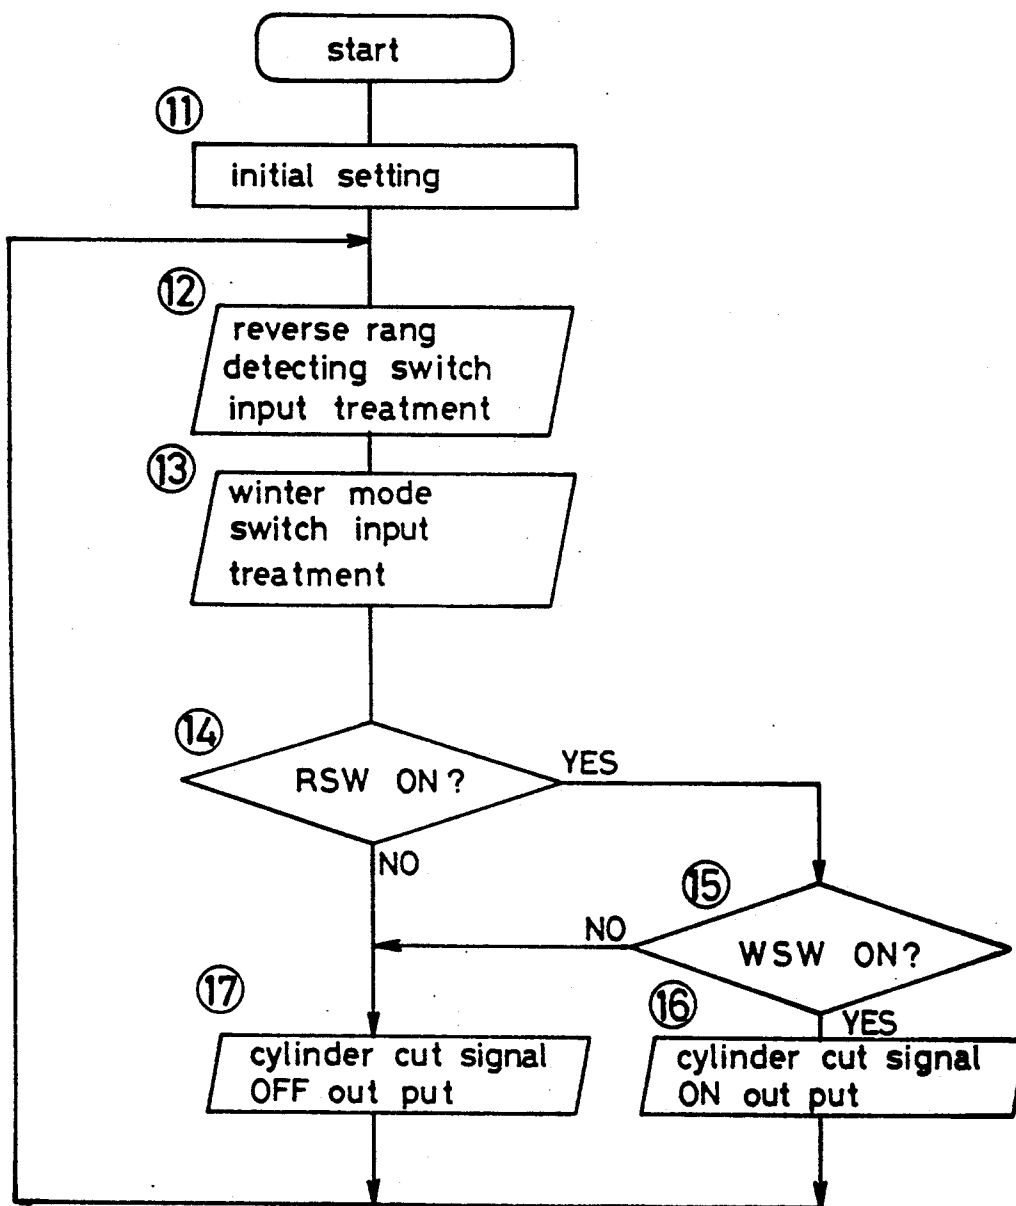 start
11
initial setting
12
reverse rang
detecting switch
input treatment
13
winter mode
switch input
treatment
14
RSW ON?
YES
NO
15
WSW ON?
NO
YES
17
cylinder cut signal
OFF out put
16
cylinder cut signal
ON out put